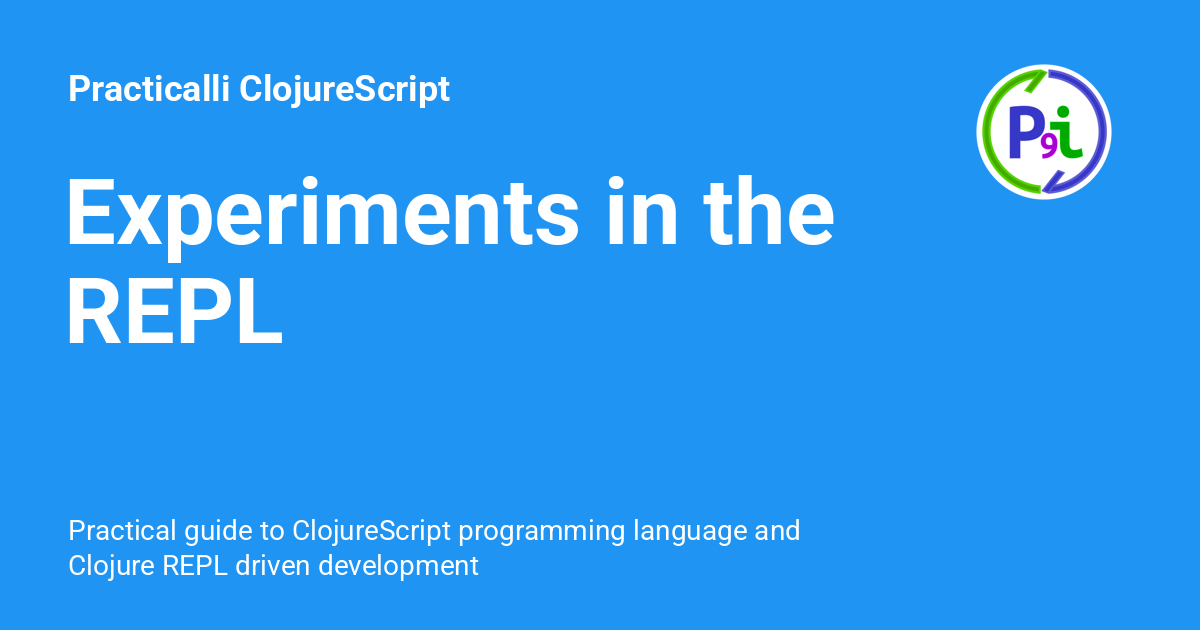 Practicalli ClojureScript
P9i
Experiments in the
REPL
Practical guide to ClojureScript programming language and
Clojure REPL driven development